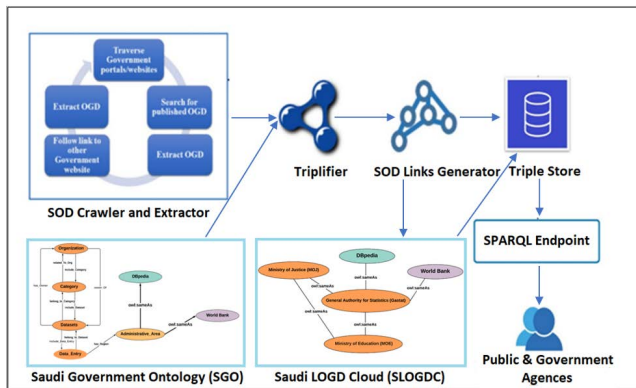 Traverse
Government
portals/websites
Extract OGD
Search for
published OGD
Follow link to
other Government
website
Extract OGD
SOD Crawler and Extractor
Triplifier
SOD Links Generator
Triple Store
SPARQL Endpoint
Public & Government
Agences
Organization
Category
Datasets
Data_Entry
DBpedia
owl:sameAs
Administrative_Area
owl:sameAs
World Bank
Saudi Government Ontology (SGO)
DBpedia
World Bank
Ministry of Justice (MOJ)
owl:sameAs
owl:sameAs
owl:sameAs
General Authority for Statistics (Gastat)
owl:sameAs
Ministry of Education (MOE)
Saudi LOGD Cloud (SLOGDC)